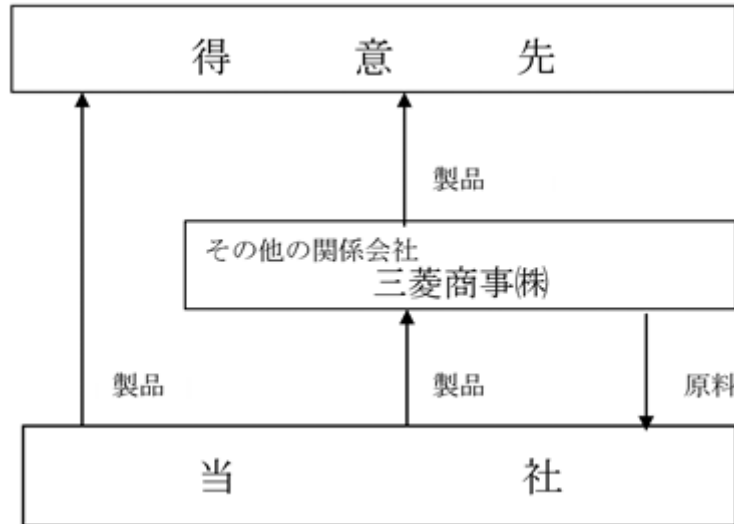 得意先
製品
その他の関係会社
三菱商事㈱
製品 製品 原料
当社